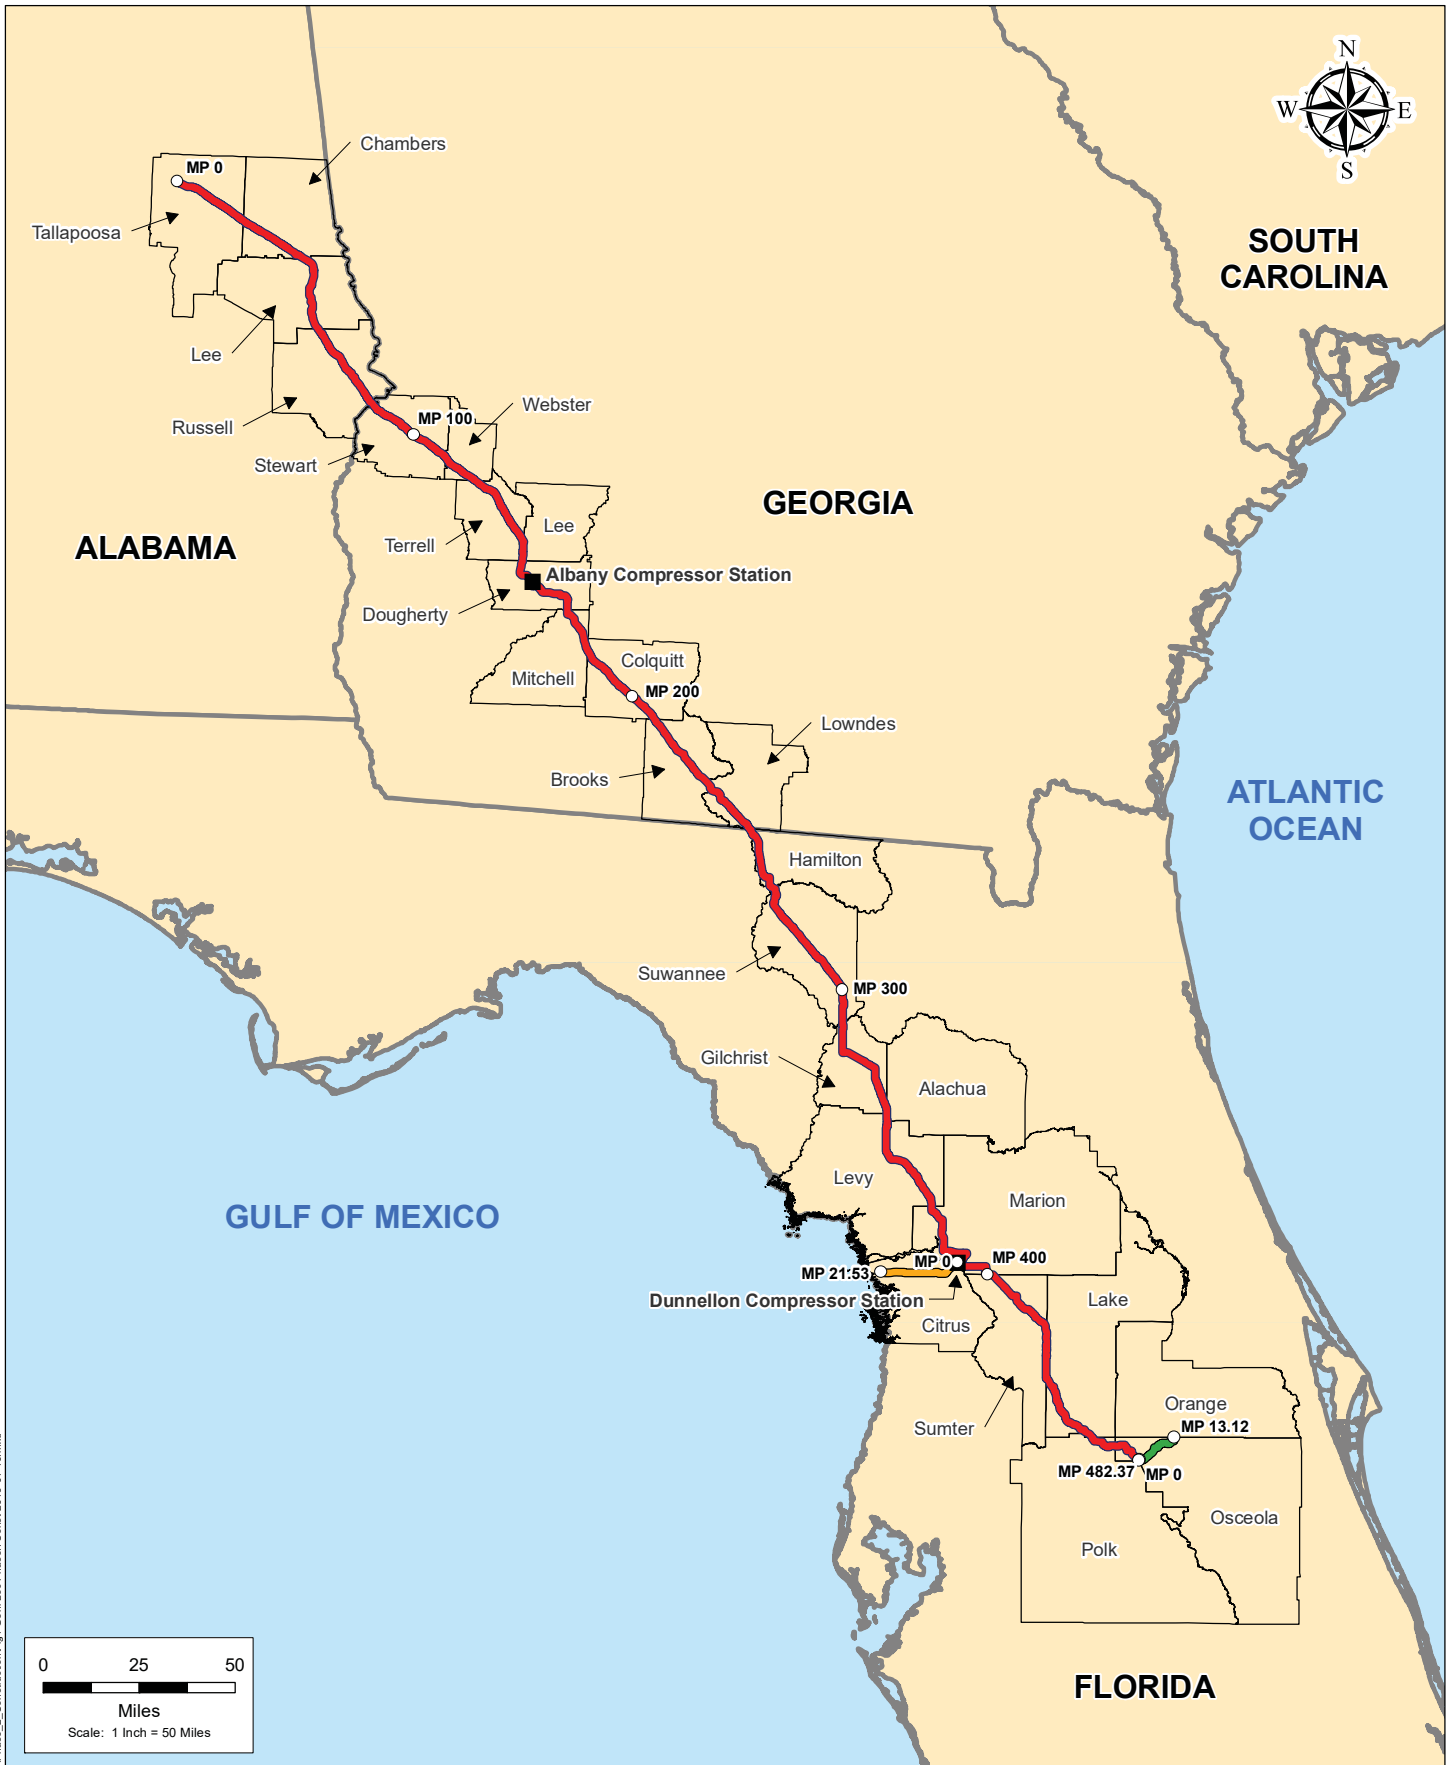 N
W
E
S
Chambers
MP 0
Tallapoosa
SOUTH
CAROLINA
Lee
Webster
MP 100
Russell
Stewart
GEORGIA
Lee
Terrell
ALABAMA
Albany Compressor Station
Dougherty
Colquitt
Mitchell
MP 200
Lowndes
Brooks
ATLANTIC
OCEAN
Hamilton
Suwannee
MP 300
Gilchrist
Alachua
Levy
Marion
GULF OF MEXICO
MP 0
MP 400
MP 21.53
Dunnellon Compressor Station
Lake
Citrus
Orange
Sumter
MP 13.12
MP 482.37
MP 0
Osceola
Polk
0 25 50
Miles
Scale: 1 Inch = 50 Miles
FLORIDA